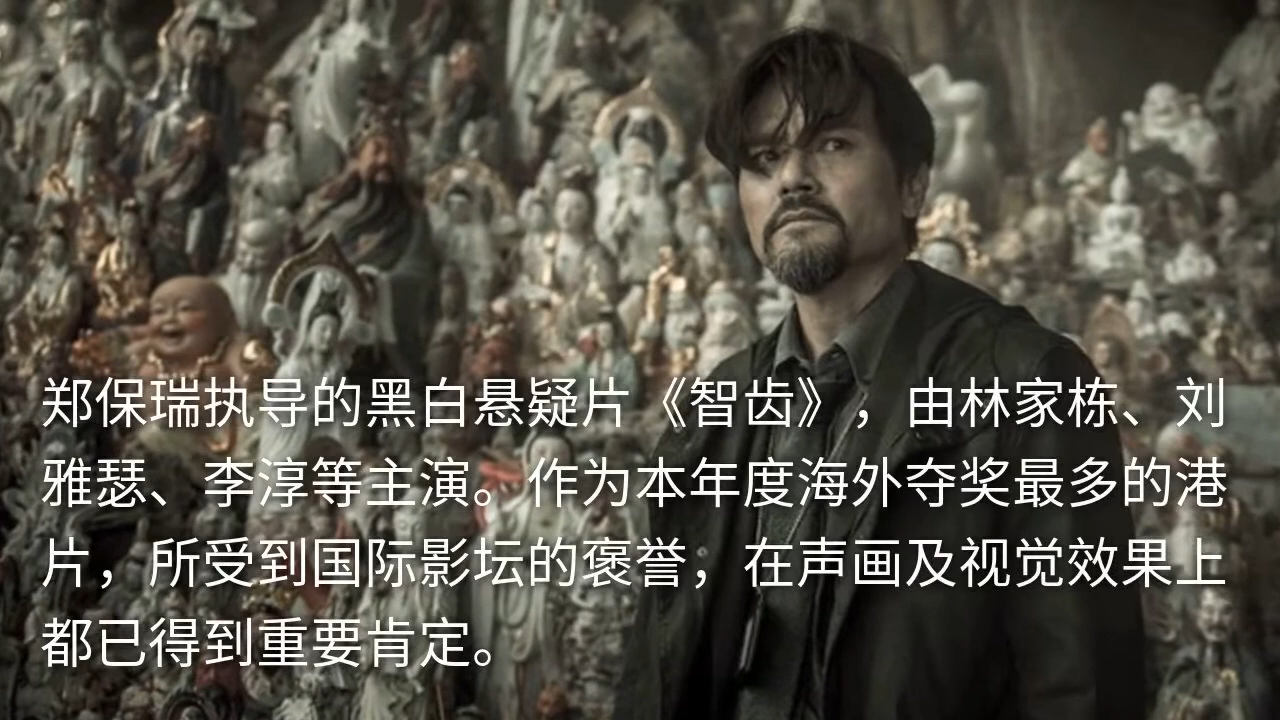 郑保瑞执导的黑白悬疑片《智齿》，由林家栋、刘
雅瑟、李淳等主演。作为本年度海外夺奖最多的港
片，所受到国际影坛的褒誉；在声画及视觉效果上
都已得到重要肯定。